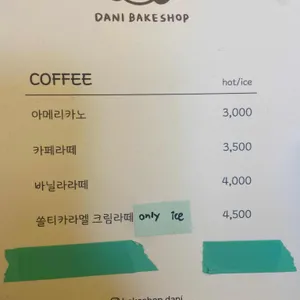 DANI BAKESHOP
COFFEE hot/ice
아메리카노 3,000
카페라떼 3,500
바닐라라떼 4,000
쏠티카라멜 크림라떼 only ice 4,500
bakeshop.dani